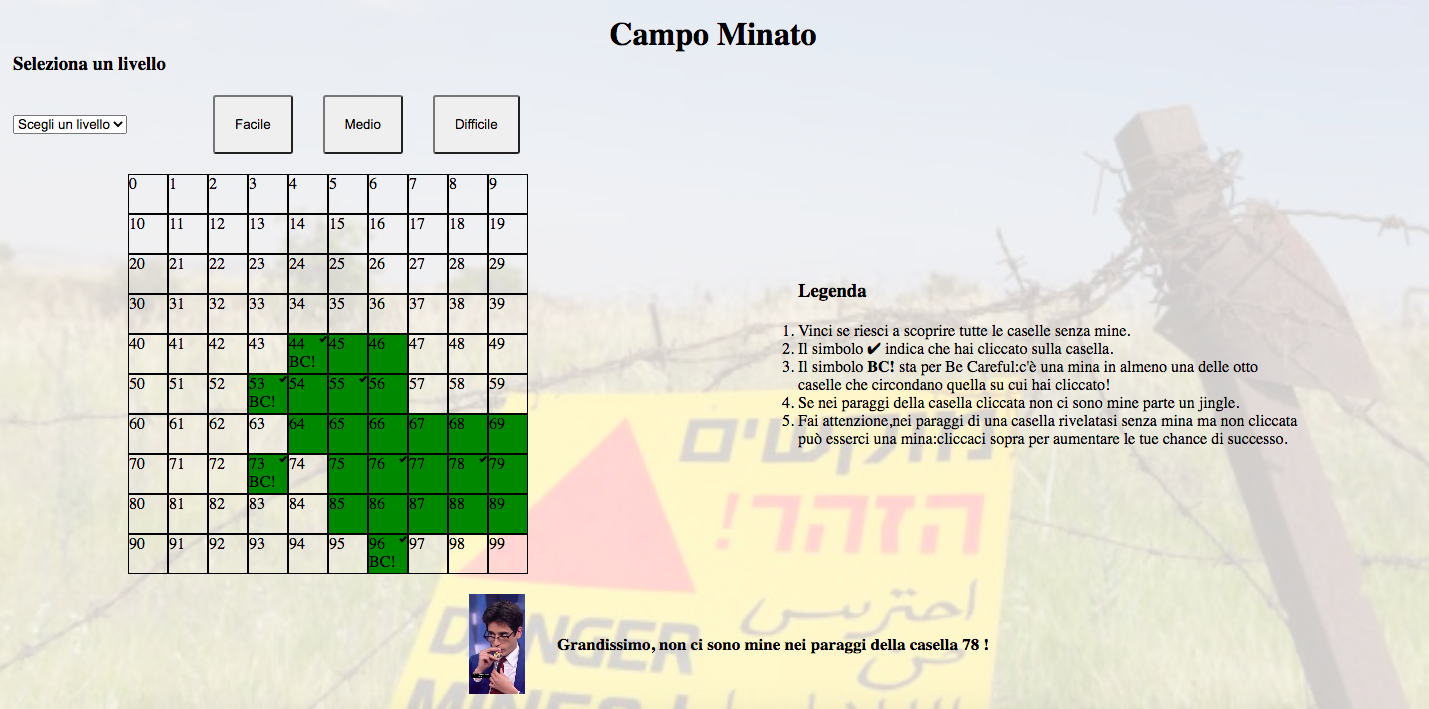 Campo Minato
Seleziona un livello
Scegli un livello Facile Medio Difficile
0 1 2 3 4 5 6 7 8 9
10 11 12 13 14 15 16 17 18 19
20 21 22 23 24 25 26 27 28 29
30 31 32 33 34 35 36 37 38 39
40 41 42 43 44 ✔ 45 46 47 48 49
BC!
50 51 52 53 ✔ 54 55 ✔ 56 57 58 59
BC!
60 61 62 63 64 65 66 67 68 69
70 71 72 73 ✔ 74 75 76 ✔ 77 78 ✔ 79
BC!
80 81 82 83 84 85 86 87 88 89
90 91 92 93 94 95 96 ✔ 97 98 99
BC!
Legenda
1. Vinci se riesci a scoprire tutte le caselle senza mine.
2. Il simbolo ✔ indica che hai cliccato sulla casella.
3. Il simbolo BC! sta per Be Careful:c'è una mina in almeno una delle otto
caselle che circondano quella su cui hai cliccato!
4. Se nei paraggi della casella cliccata non ci sono mine parte un jingle.
5. Fai attenzione,nei paraggi di una casella rivelatasi senza mina ma non cliccata
può esserci una mina:cliccaci sopra per aumentare le tue chance di successo.
Grandissimo, non ci sono mine nei paraggi della casella 78 !
מוקשים
הזהר!
احترس
DANGER
MINES !